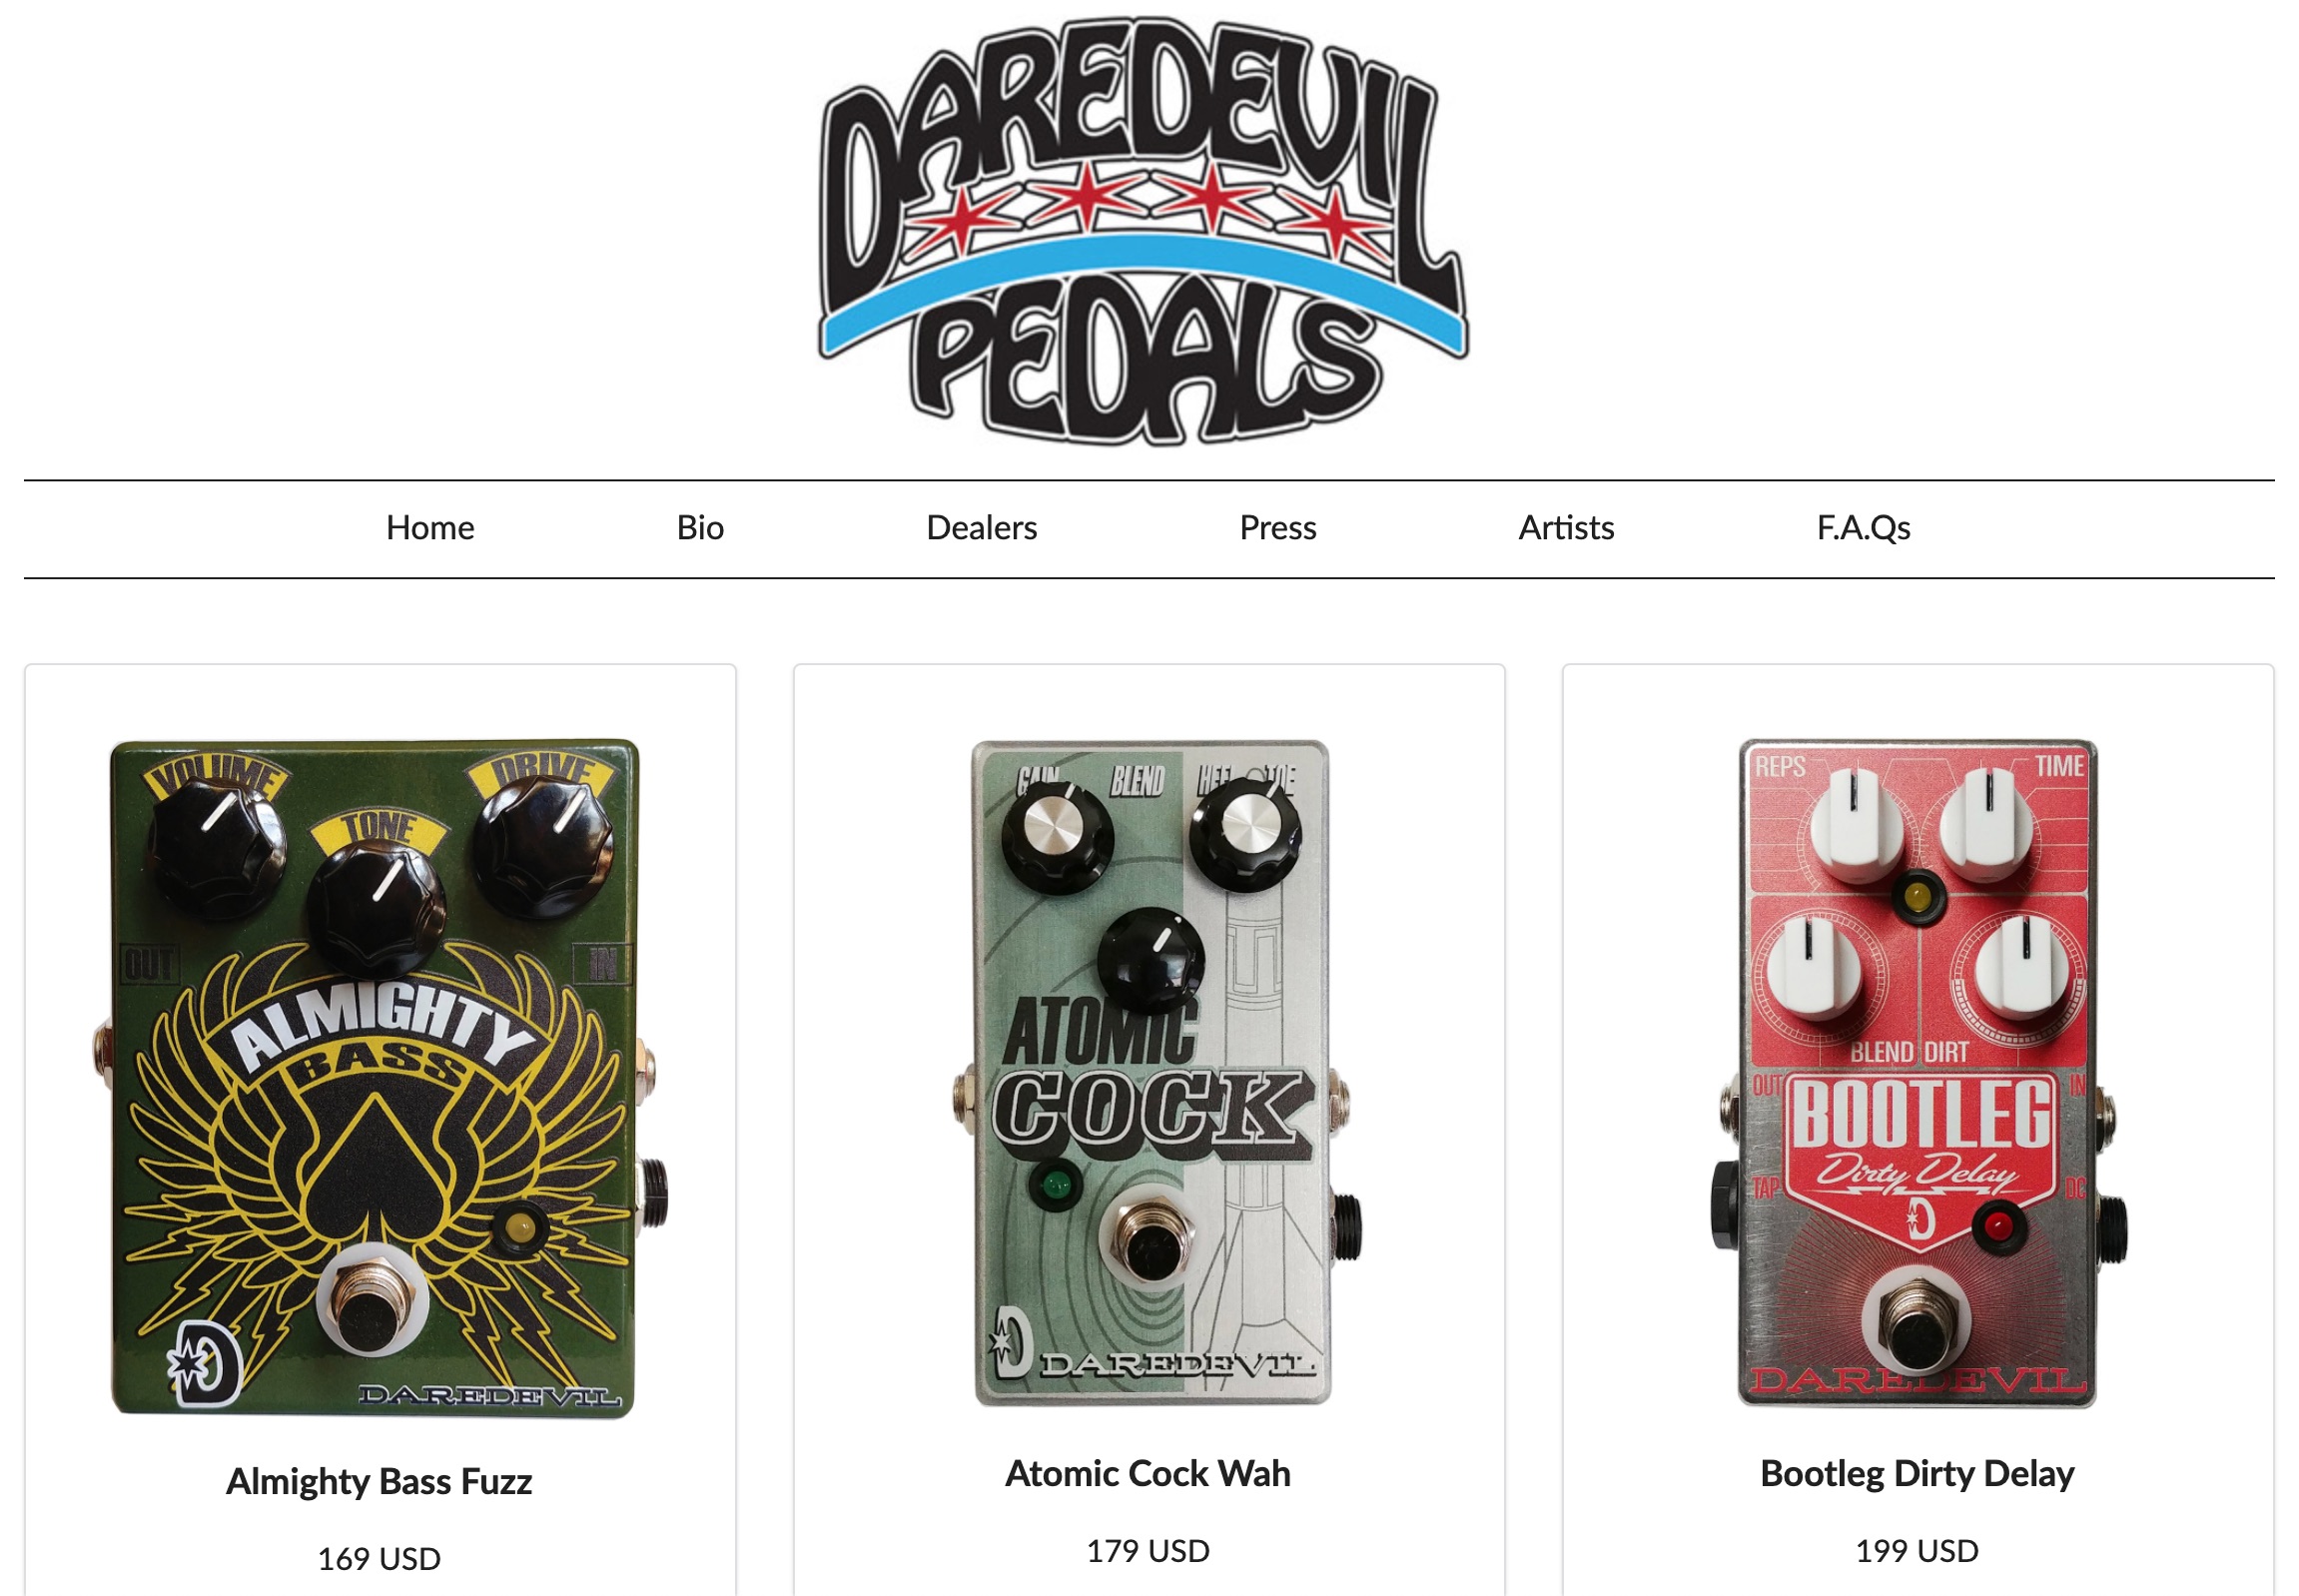 DAREDEVIL
PEDALS
Home Bio Dealers Press Artists F.A.Qs
VOLUME DRIVE
TONE
OUT IN
ALMIGHTY
BASS
D DAREDEVIL
Almighty Bass Fuzz
169 USD
GAIN BLEND HEEL TOE
ATOMIC
COCK
D DAREDEVIL
Atomic Cock Wah
179 USD
REPS TIME
BLEND DIRT
OUT IN
BOOTLEG
Dirty Delay
TAP DC
D
DAREDEVIL
Bootleg Dirty Delay
199 USD